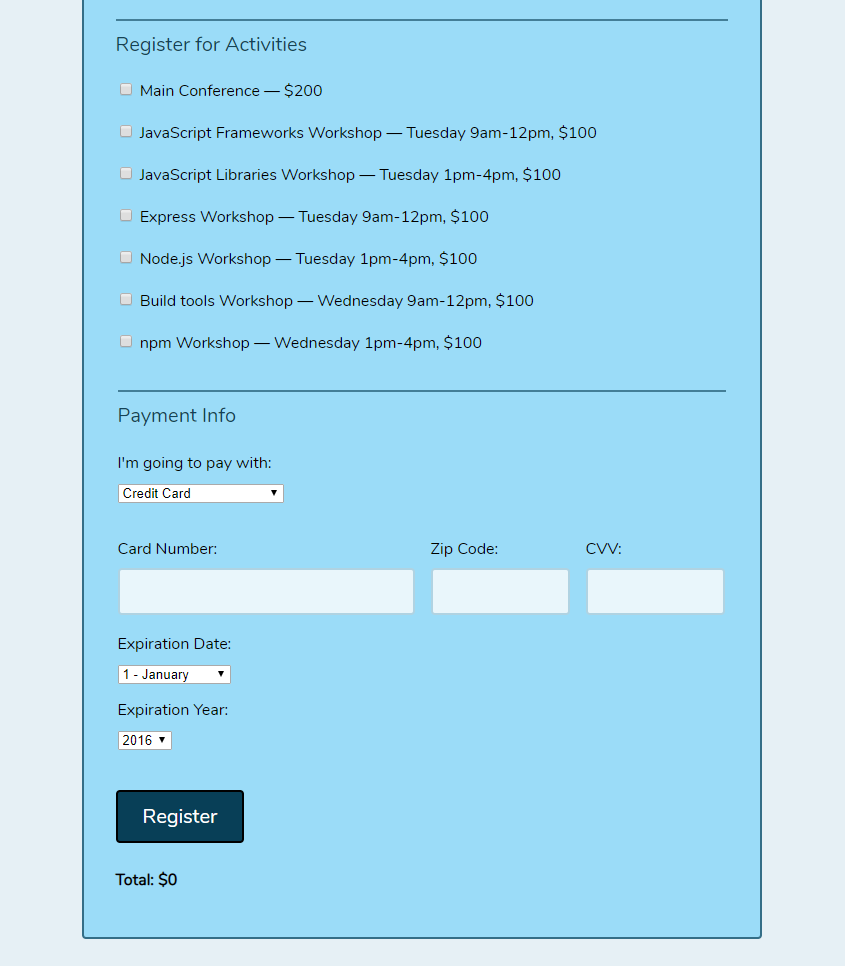 Register for Activities
Main Conference — $200
JavaScript Frameworks Workshop — Tuesday 9am-12pm, $100
JavaScript Libraries Workshop — Tuesday 1pm-4pm, $100
Express Workshop — Tuesday 9am-12pm, $100
Node.js Workshop — Tuesday 1pm-4pm, $100
Build tools Workshop — Wednesday 9am-12pm, $100
npm Workshop — Wednesday 1pm-4pm, $100
Payment Info
I'm going to pay with:
Credit Card
Card Number: Zip Code: CVV:
Expiration Date:
1 - January
Expiration Year:
2016
Register
Total: $0